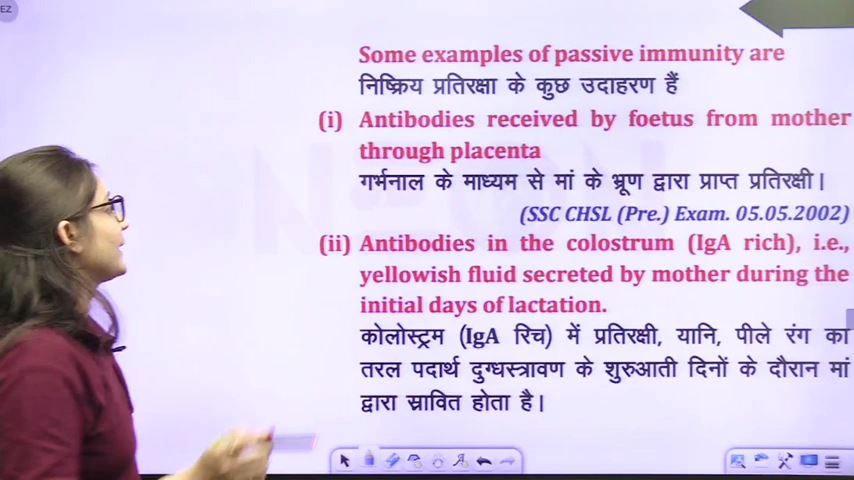 EZ
Some examples of passive immunity are
निष्क्रिय प्रतिरक्षा के कुछ उदाहरण हैं
(i) Antibodies received by foetus from mother
through placenta
गर्भनाल के माध्यम से मां के भ्रूण द्वारा प्राप्त प्रतिरक्षी।
(SSC CHSL (Pre.) Exam. 05.05.2002)
(ii) Antibodies in the colostrum (IgA rich), i.e.,
yellowish fluid secreted by mother during the
initial days of lactation.
कोलोस्ट्रम (IgA रिच) में प्रतिरक्षी, यानि, पीले रंग का
तरल पदार्थ दुग्धस्त्रावण के शुरुआती दिनों के दौरान मां
द्वारा स्रावित होता है।